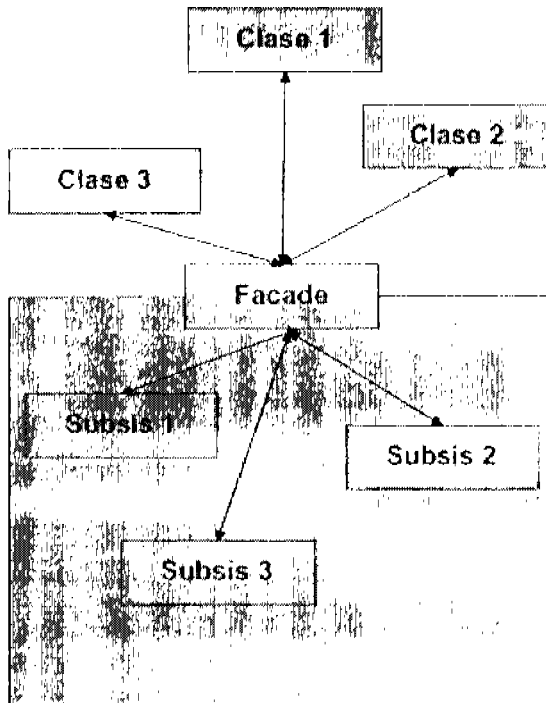 Clase 1
Clase 2
Clase 3
Facade
Subsis 1
Subsis 2
Subsis 3